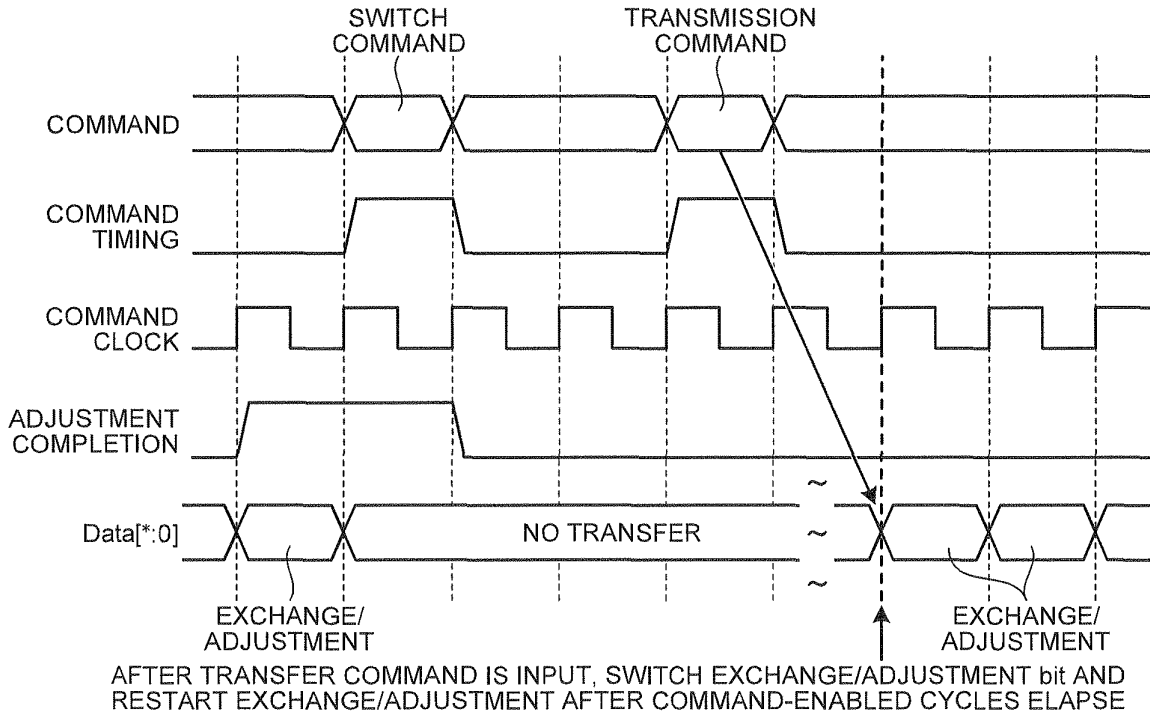 SWITCH
COMMAND
TRANSMISSION
COMMAND
COMMAND
COMMAND
TIMING
COMMAND
CLOCK
ADJUSTMENT
COMPLETION
~
Data[*:0]
NO TRANSFER
~
~
EXCHANGE/
ADJUSTMENT
EXCHANGE/
ADJUSTMENT
AFTER TRANSFER COMMAND IS INPUT, SWITCH EXCHANGE/ADJUSTMENT bit AND
RESTART EXCHANGE/ADJUSTMENT AFTER COMMAND-ENABLED CYCLES ELAPSE